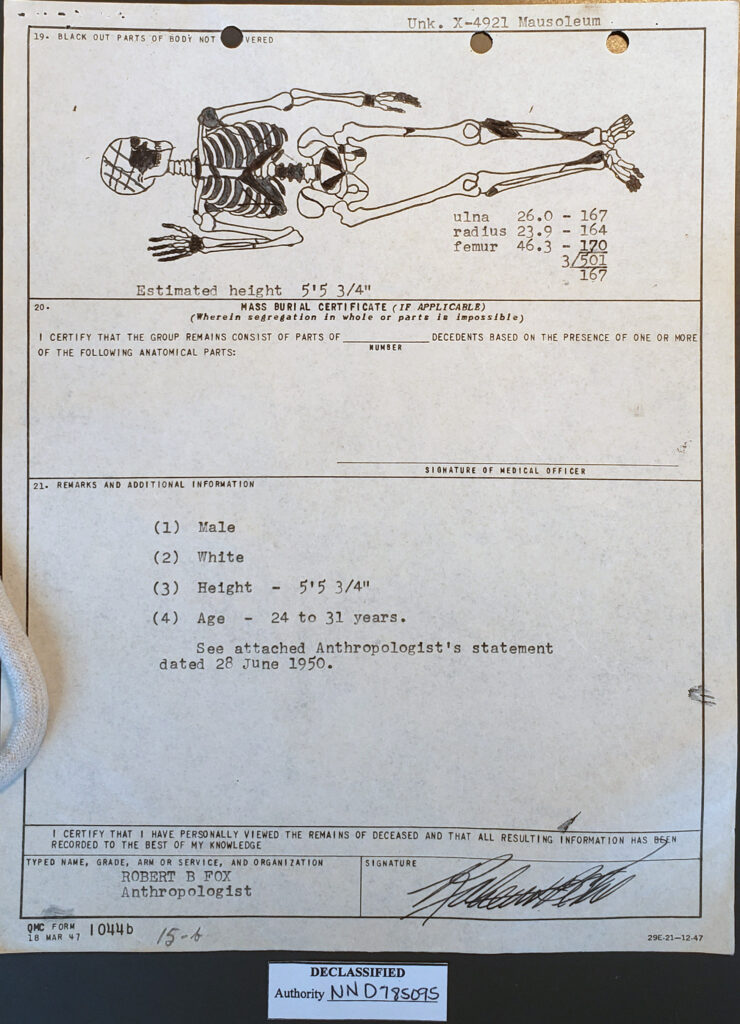 Unk. X-4921 Mausoleum
19. BLACK OUT PARTS OF BODY NOT VERED
ulna 26.0 - 167
radius 23.9 - 164
femur 46.3 - 170
3/501
167
Estimated height 5'5 3/4"
20. MASS BURIAL CERTIFICATE (IF APPLICABLE)
(Wherein segregation in whole or parts is impossible)
I CERTIFY THAT THE GROUP REMAINS CONSIST OF PARTS OF DECEDENTS BASED ON THE PRESENCE OF ONE OR MORE
NUMBER
OF THE FOLLOWING ANATOMICAL PARTS:
SIGNATURE OF MEDICAL OFFICER
21. REMARKS AND ADDITIONAL INFORMATION
(1) Male
(2) White
(3) Height - 5'5 3/4"
(4) Age - 24 to 31 years.
See attached Anthropologist's statement
dated 28 June 1950.
I CERTIFY THAT I HAVE PERSONALLY VIEWED THE REMAINS OF DECEASED AND THAT ALL RESULTING INFORMATION HAS BEEN
RECORDED TO THE BEST OF MY KNOWLEDGE
TYPED NAME, GRADE, ARM OR SERVICE, AND ORGANIZATION
ROBERT B FOX
Anthropologist
SIGNATURE
QMC FORM
18 MAR 47 1044b
15-b
29E-21-12-47
DECLASSIFIED
Authority NND785095